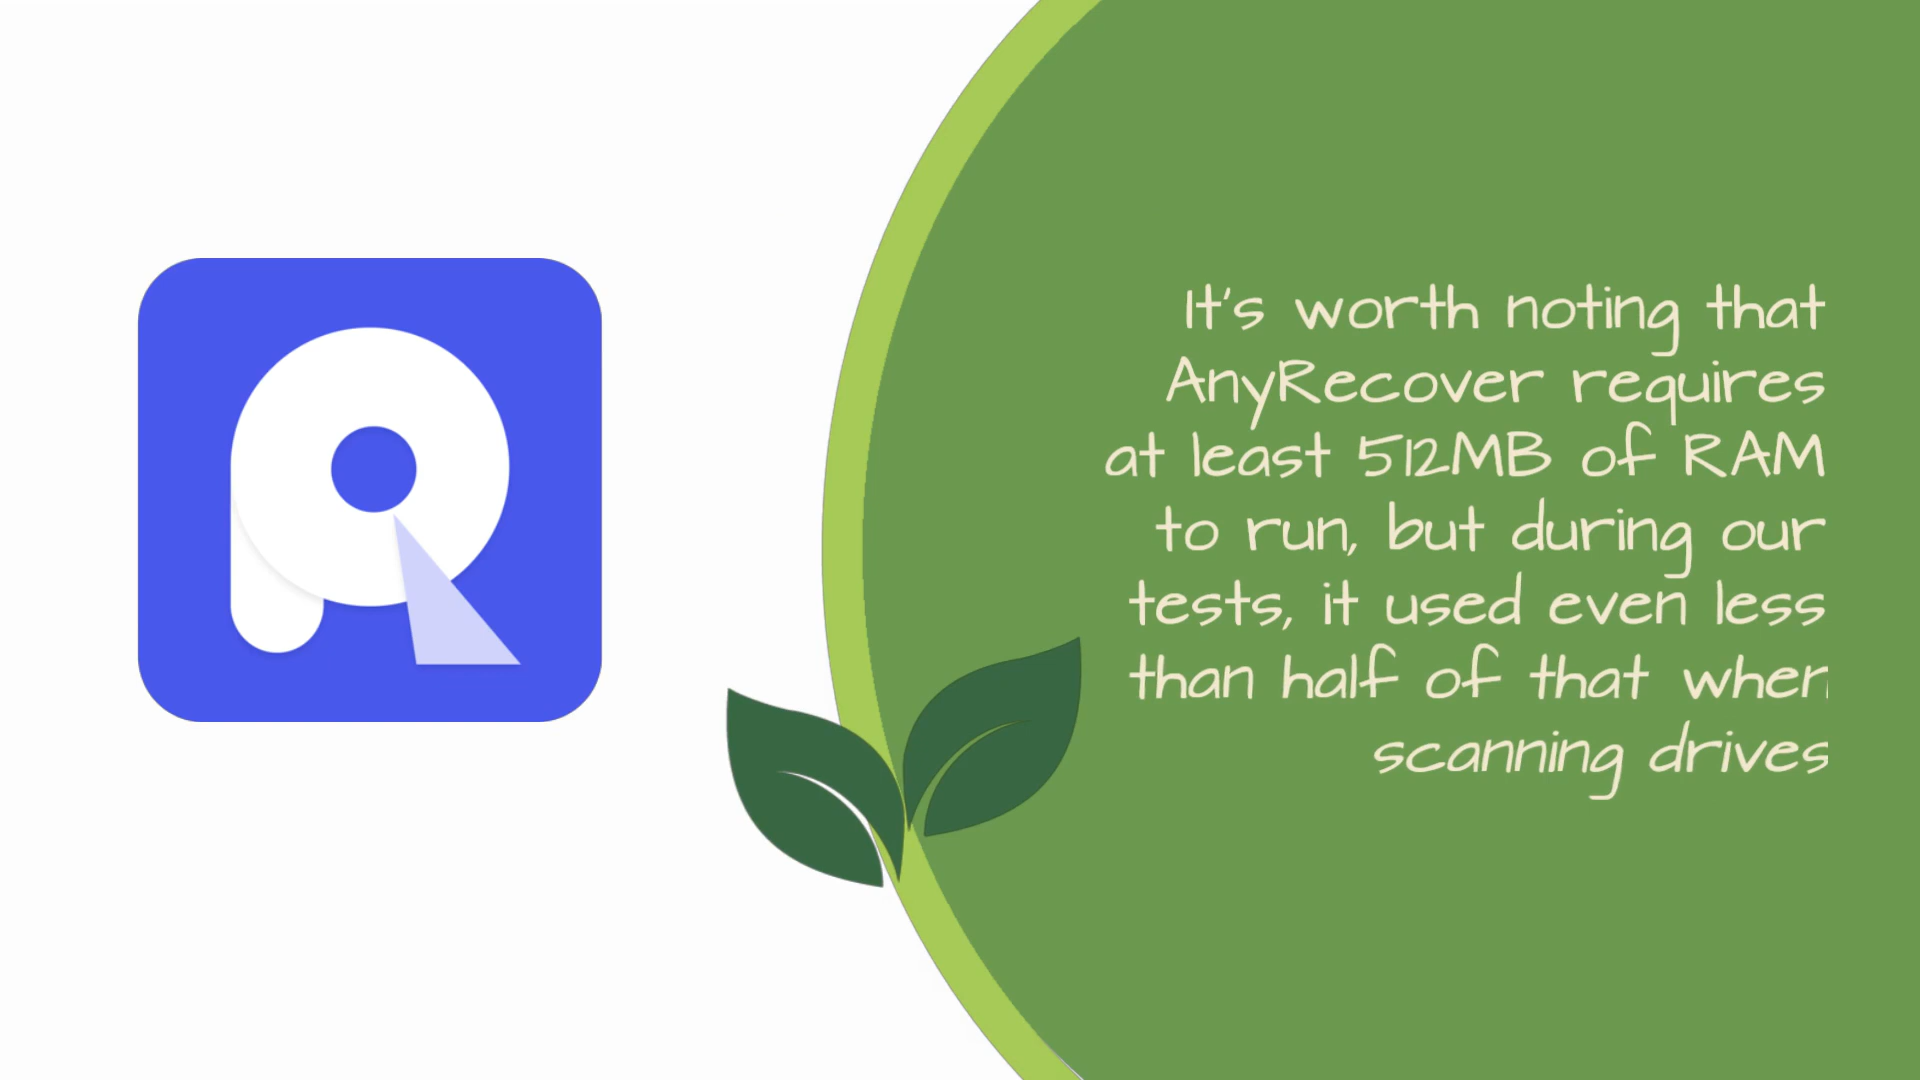 It's worth noting that
AnyRecover requires
at least 512MB of RAM
to run, but during our
tests, it used even less
than half of that when
scanning drives